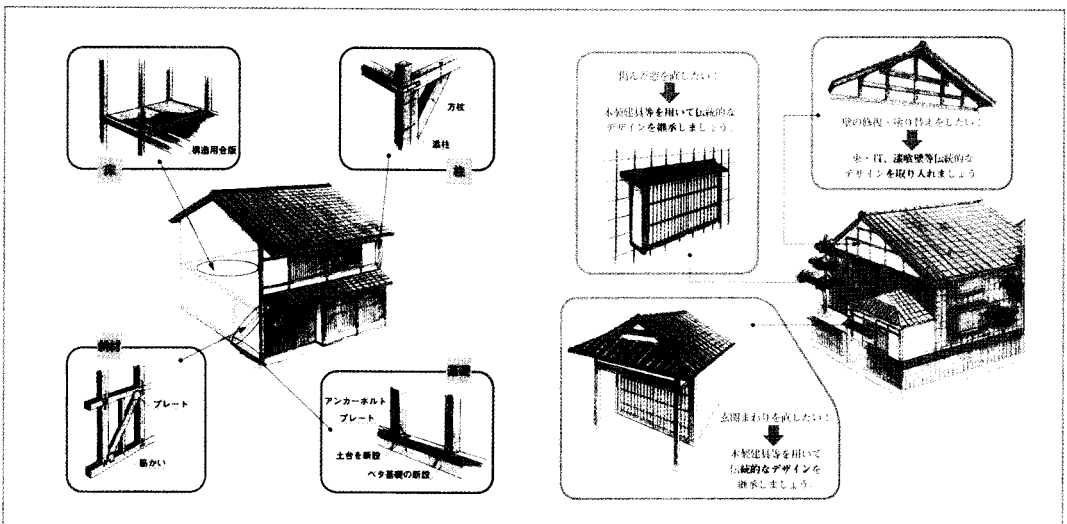 構造用合版
床
方杖
添柱
柱
プレート
筋かい
基礎
アンカーボルト
プレート
土台を新設
ベタ基礎の新設
傷んだ窓を直したい!
木製建具等を用いて伝統的な
デザインを継承しましょう。
壁の修復・塗り替えをしたい!
束・貫、漆喰壁等伝統的な
デザインを取り入れましょう
玄関まわりを直したい!
木製建具等を用いて
伝統的なデザインを
継承しましょう。